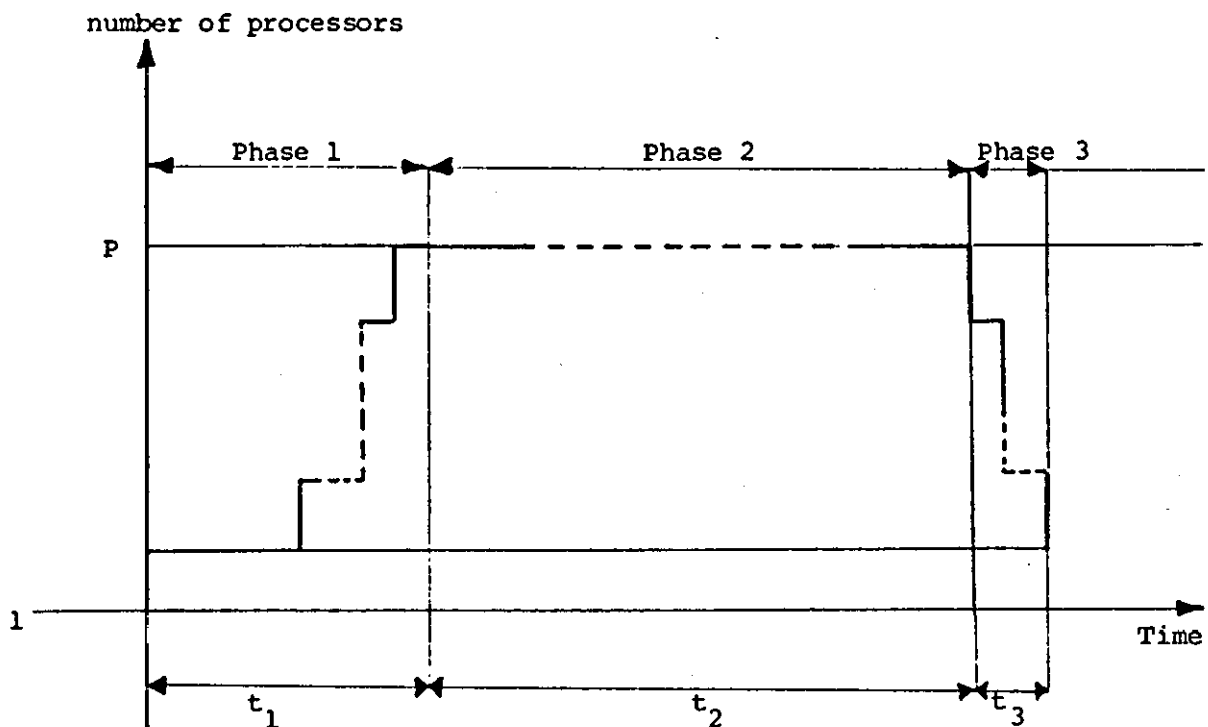 number of processors
Phase 1 Phase 2 Phase 3
P
1
Time
t1 t2 t3